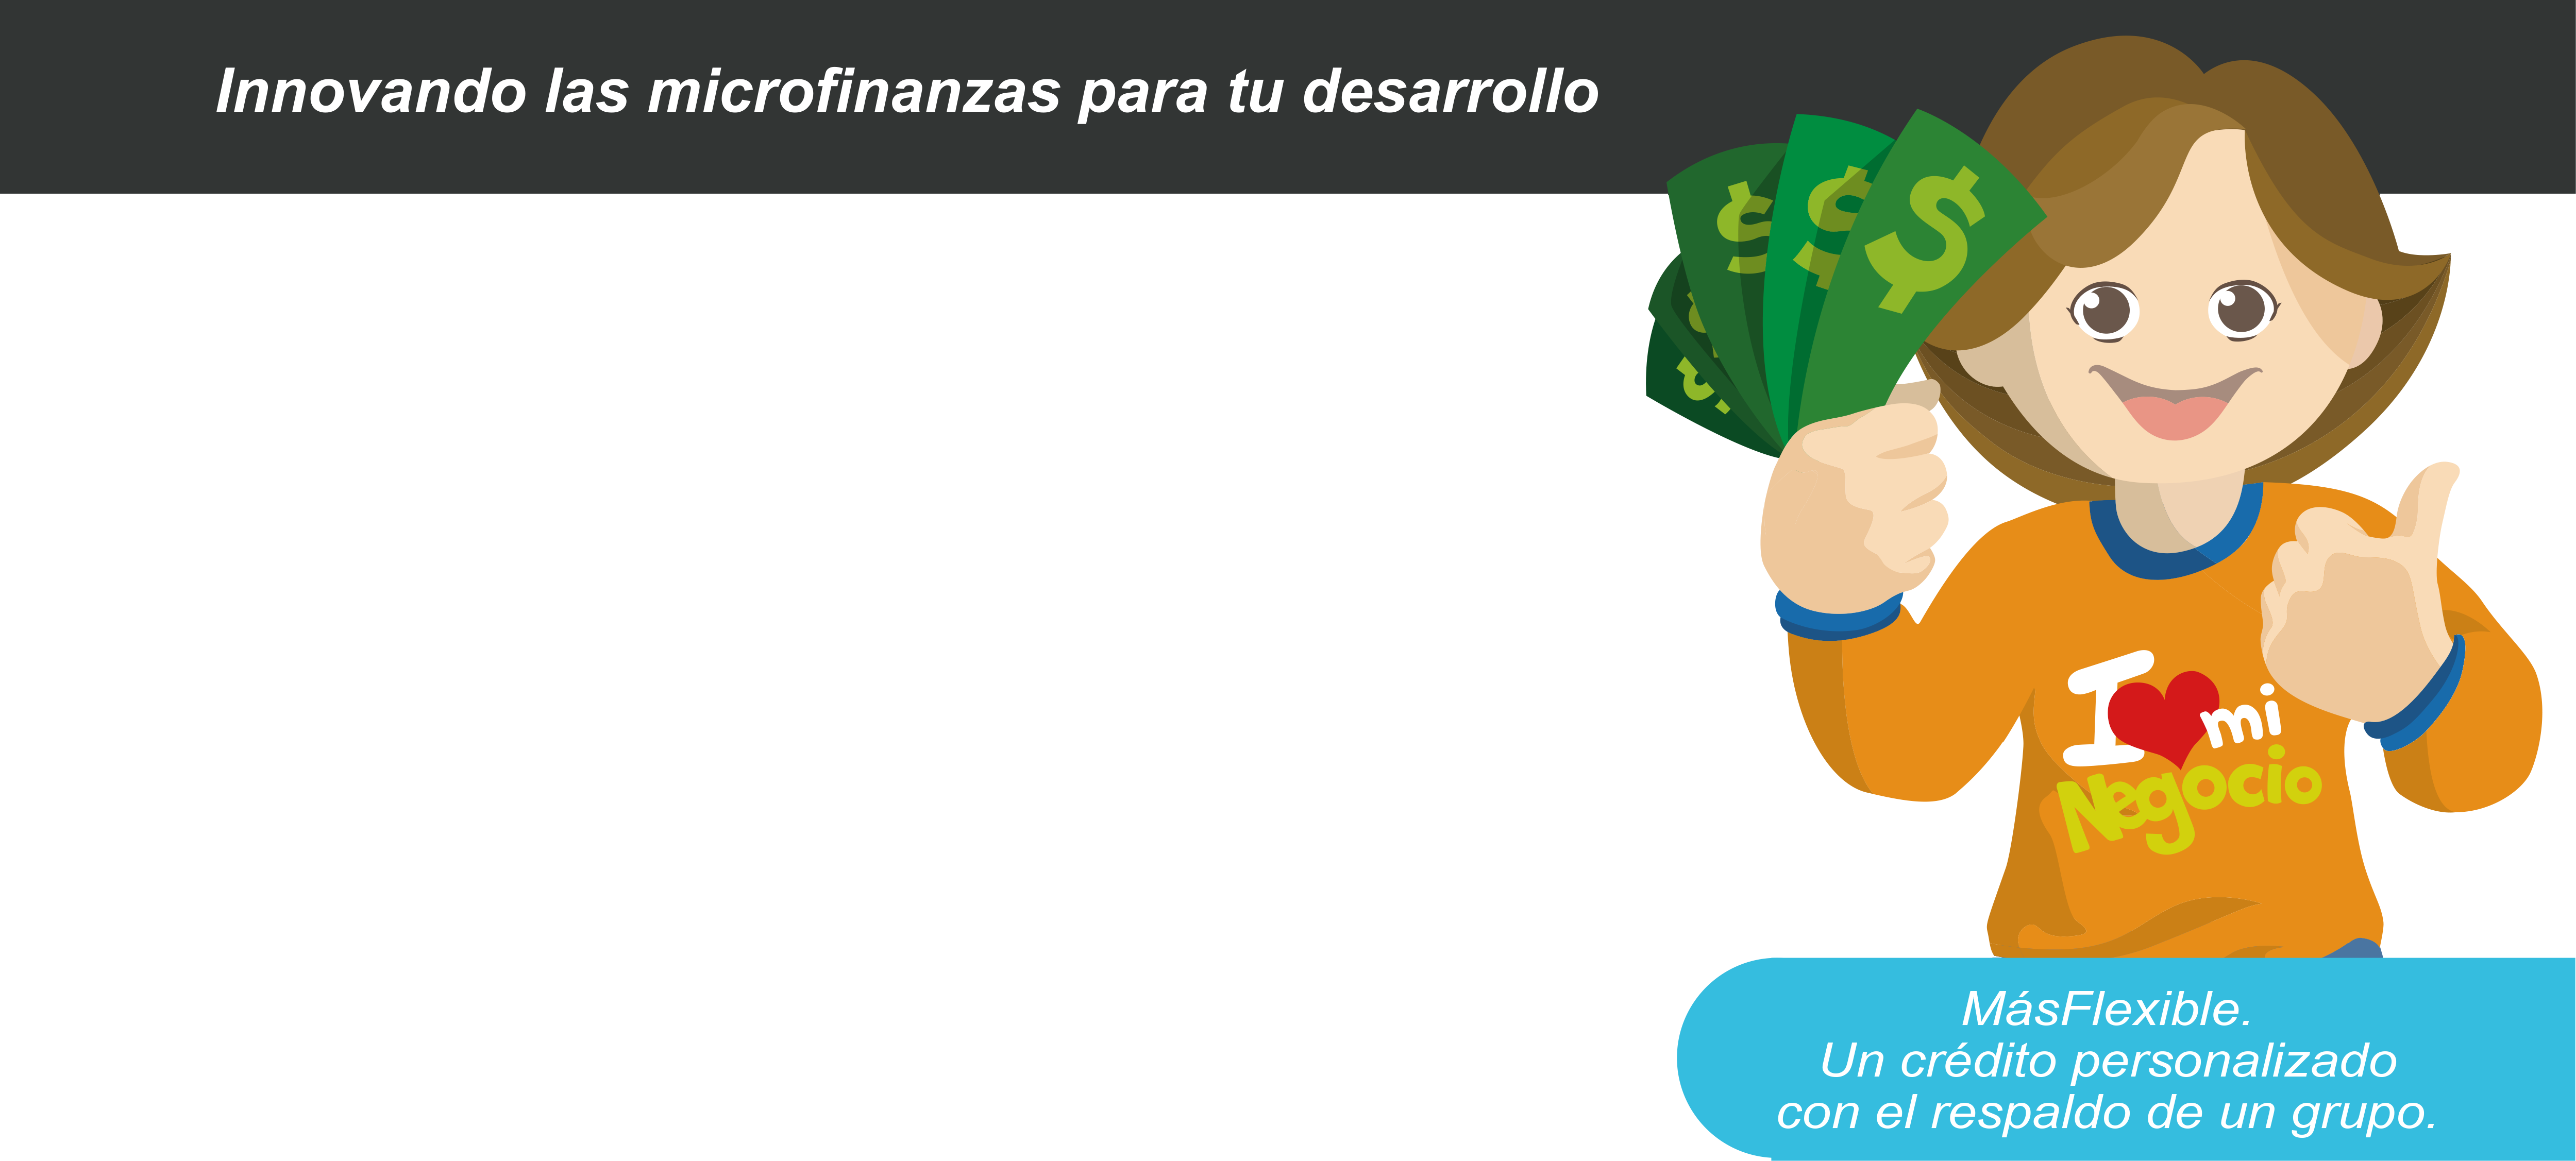 Innovando las microfinanzas para tu desarrollo
$ $ $
I mi
Negocio
MásFlexible.
Un crédito personalizado
con el respaldo de un grupo.